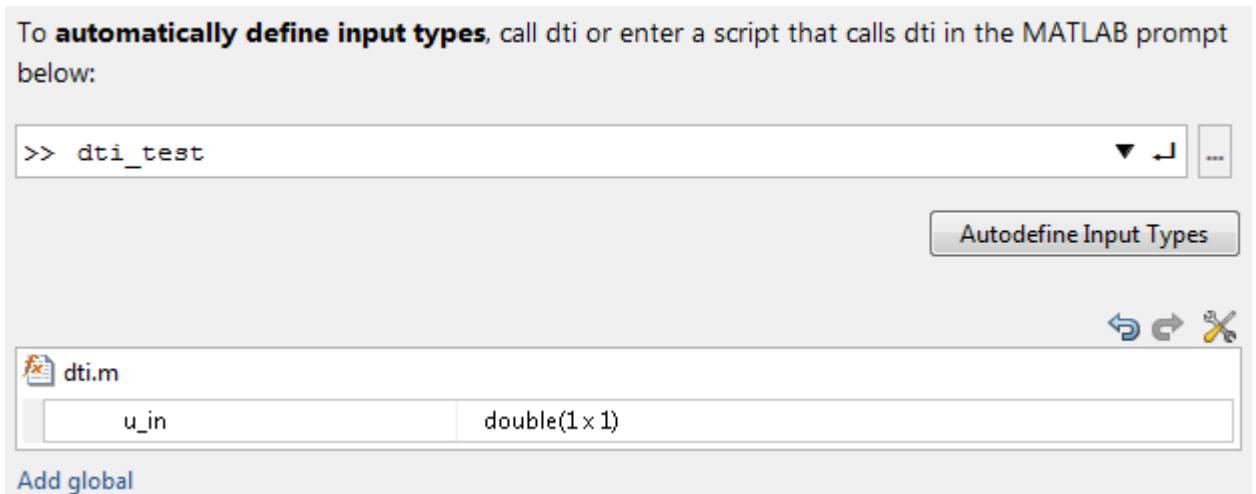 To automatically define input types, call dti or enter a script that calls dti in the MATLAB prompt
below:
>> dti_test
...
Autodefine Input Types
dti.m
u_in double(1 x 1)
Add global